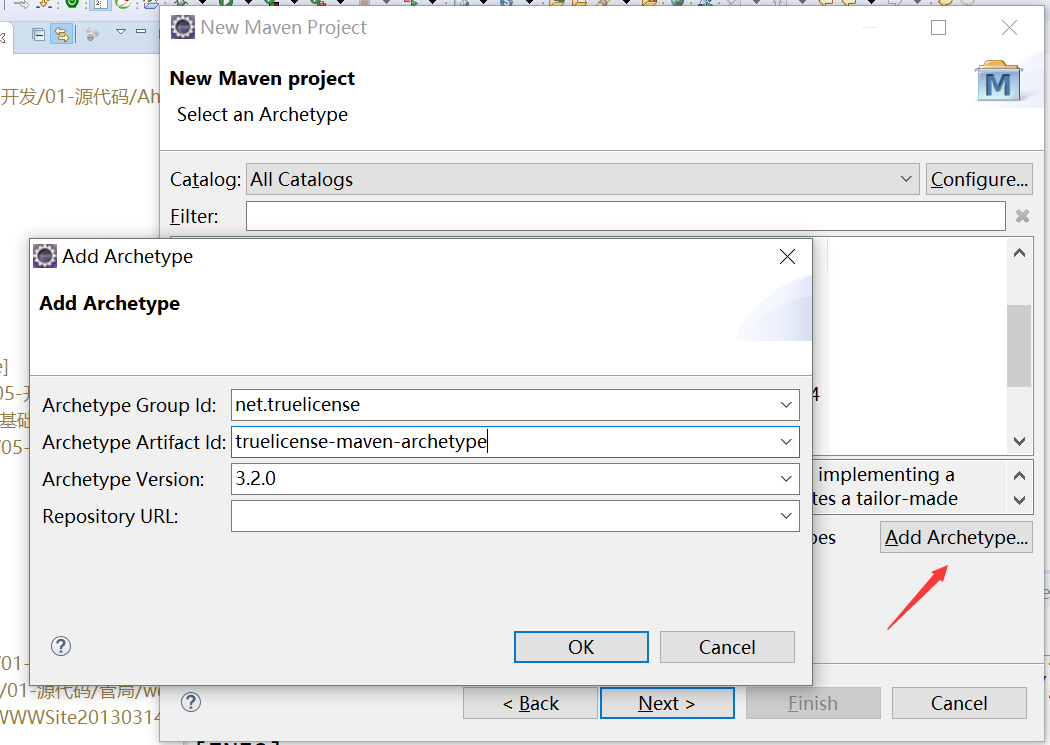 New Maven Project
New Maven project
Select an Archetype
开发/01-源代码/Ah
Catalog: All Catalogs Configure...
Filter:
Add Archetype
Add Archetype
e]
05-
4
Archetype Group Id: net.truelicense
基础
Archetype Artifact Id: truelicense-maven-archetype
/05-
Archetype Version: 3.2.0
implementing a
tes a tailor-made
Repository URL:
pes Add Archetype...
OK Cancel
/01-
/01-源代码/管局/we
< Back Next > Finish Cancel
WWWSite20130314
[INFO]